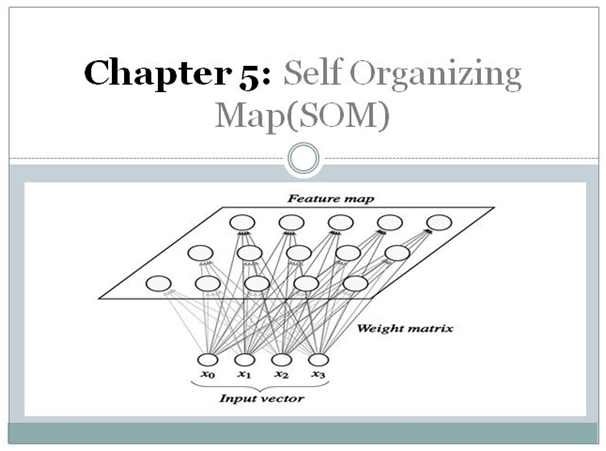 Chapter 5: Self Organizing
Map(SOM)
Feature map
Weight matrix
x0 x1 x2 x3
Input vector